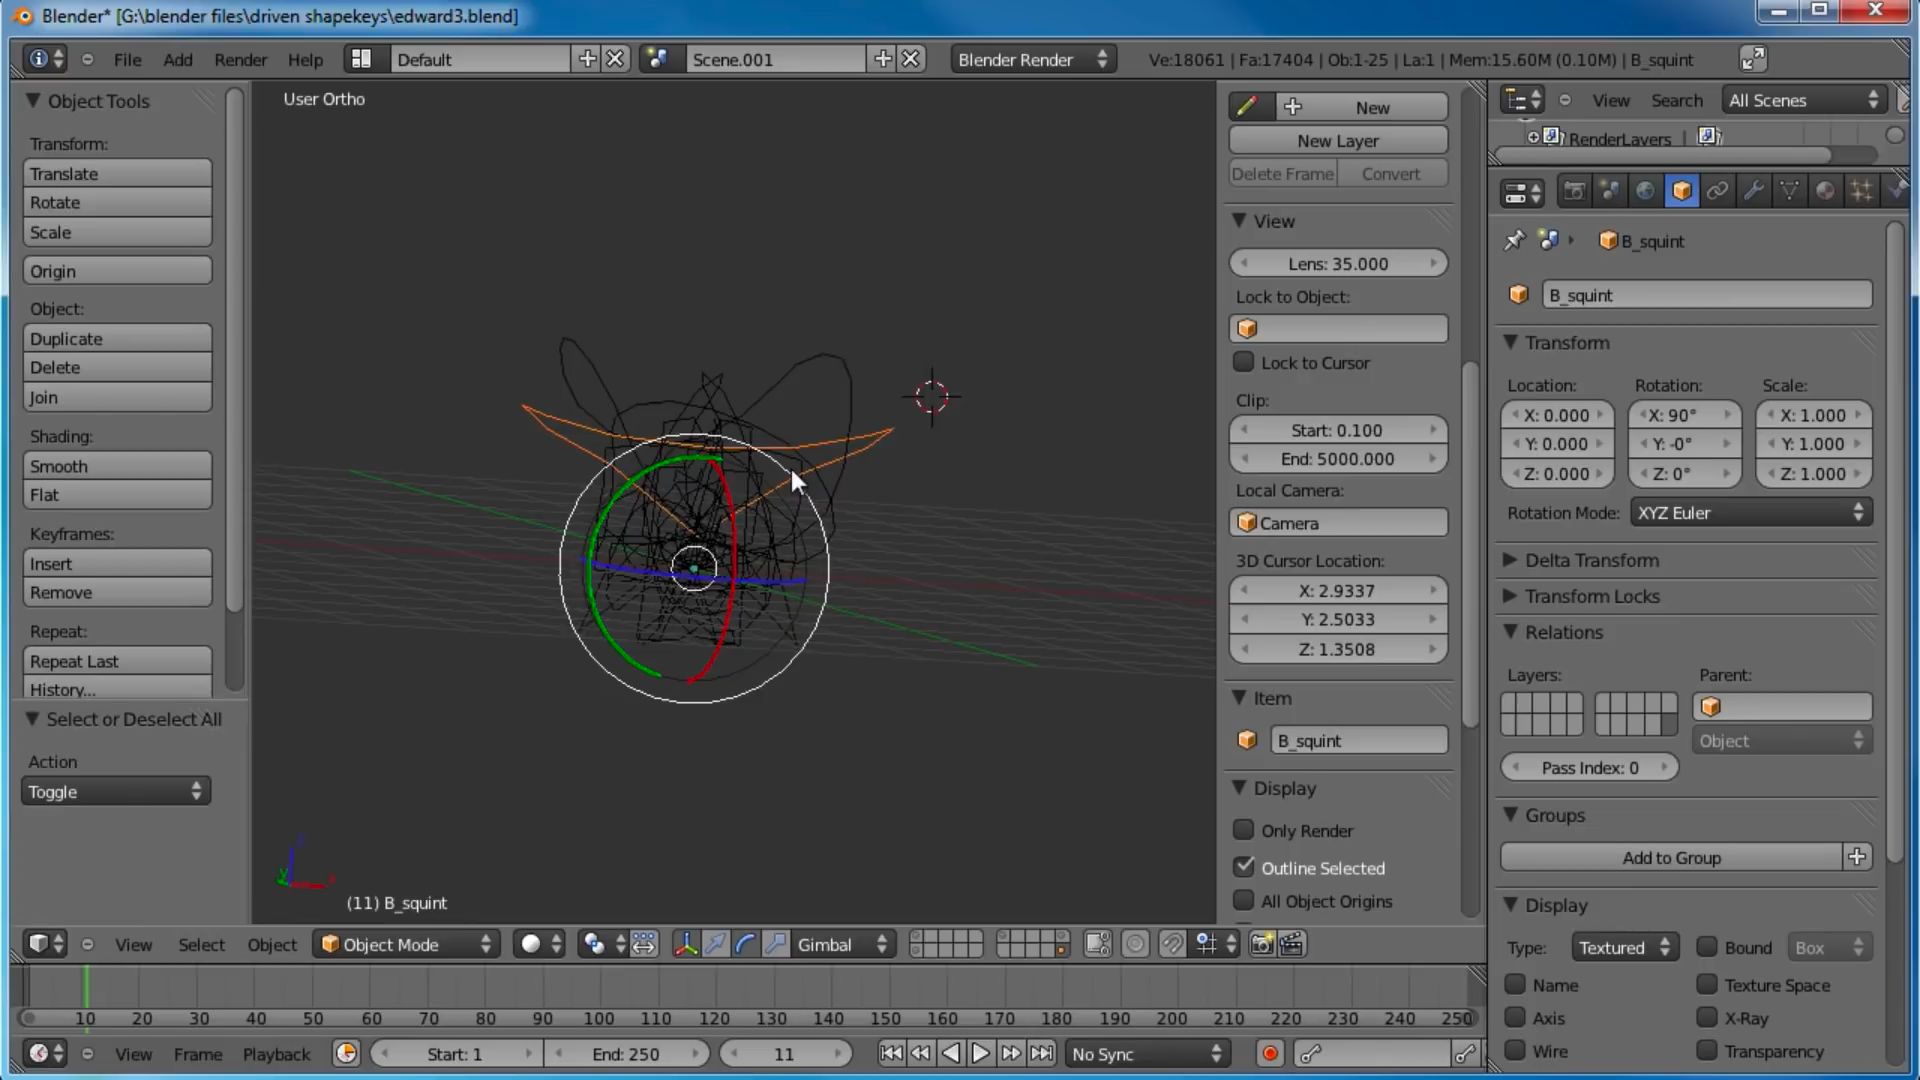 Blender* [G:\blender files\driven shapekeys\edward3.blend]
File Add Render Help Default Scene.001 Blender Render Ve:18061 | Fa:17404 | Ob:1-25 | La:1 | Mem:15.60M (0.10M) | B_squint
Object Tools
Transform:
Translate
Rotate
Scale
Origin
Object:
Duplicate
Delete
Join
Shading:
Smooth
Flat
Keyframes:
Insert
Remove
Repeat:
Repeat Last
History...
Select or Deselect All
Action
Toggle
User Ortho
(11) B_squint
New
New Layer
Delete Frame Convert
View
Lens: 35.000
Lock to Object:
Lock to Cursor
Clip:
Start: 0.100
End: 5000.000
Local Camera:
Camera
3D Cursor Location:
X: 2.9337
Y: 2.5033
Z: 1.3508
Item
B_squint
Display
Only Render
Outline Selected
All Object Origins
View Search All Scenes
RenderLayers
B_squint
B_squint
Transform
Location: Rotation: Scale:
X: 0.000 X: 90° X: 1.000
Y: 0.000 Y: -0° Y: 1.000
Z: 0.000 Z: 0° Z: 1.000
Rotation Mode: XYZ Euler
Delta Transform
Transform Locks
Relations
Layers: Parent:
Object
Pass Index: 0
Groups
Add to Group
Display
Type: Textured Bound Box
Name Texture Space
Axis X-Ray
Wire Transparency
View Select Object Object Mode Gimbal
10 20 30 40 50 60 70 80 90 100 110 120 130 140 150 160 170 180 190 200 210 220 230 240 250
View Frame Playback Start: 1 End: 250 11 No Sync